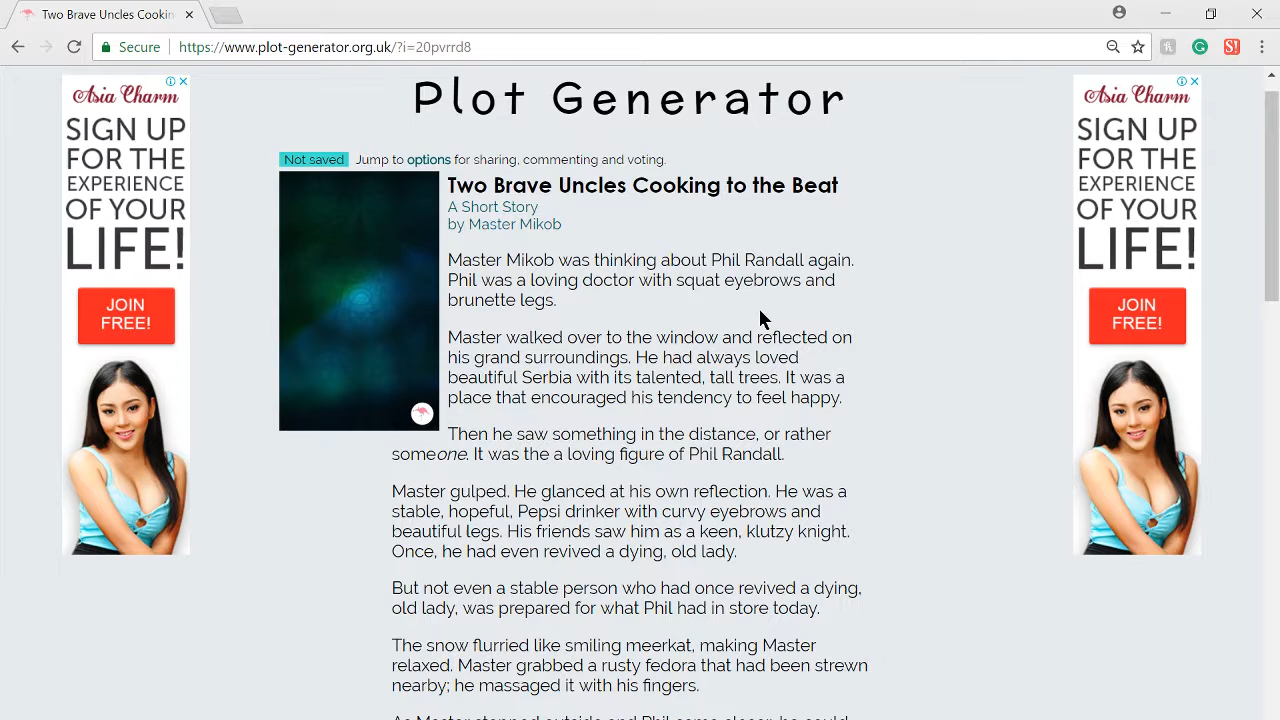 Two Brave Uncles Cookin
Secure https://www.plot-generator.org.uk/?i=20pvrrd8
S!
Plot Generator
Asia Charm
SIGN UP
FOR THE
EXPERIENCE
OF YOUR
LIFE!
JOIN
FREE!
Not saved Jump to options for sharing, commenting and voting.
Two Brave Uncles Cooking to the Beat
A Short Story
by Master Mikob
Master Mikob was thinking about Phil Randall again.
Phil was a loving doctor with squat eyebrows and
brunette legs.
Master walked over to the window and reflected on
his grand surroundings. He had always loved
beautiful Serbia with its talented, tall trees. It was a
place that encouraged his tendency to feel happy.
Then he saw something in the distance, or rather
someone. It was the a loving figure of Phil Randall.
Master gulped. He glanced at his own reflection. He was a
stable, hopeful, Pepsi drinker with curvy eyebrows and
beautiful legs. His friends saw him as a keen, klutzy knight.
Once, he had even revived a dying, old lady.
But not even a stable person who had once revived a dying,
old lady, was prepared for what Phil had in store today.
The snow flurried like smiling meerkat, making Master
relaxed. Master grabbed a rusty fedora that had been strewn
nearby; he massaged it with his fingers.
As Master stepped outside and Phil came closer, he could
Asia Charm
SIGN UP
FOR THE
EXPERIENCE
OF YOUR
LIFE!
JOIN
FREE!